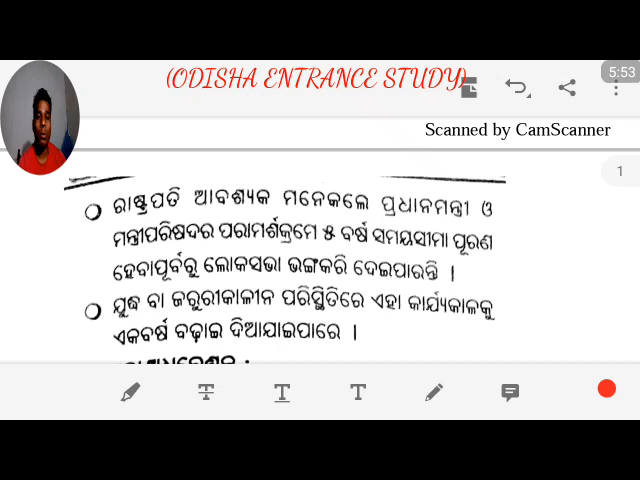 (ODISHA ENTRANCE STUDY)
5:53
Scanned by CamScanner
1
ରାଷ୍ଟ୍ରପତି ଆବଶ୍ୟକ ମନେକଲେ ପ୍ରଧାନମନ୍ତ୍ରୀ ଓ
ମନ୍ତ୍ରୀପରିଷଦର ପରାମର୍ଶକ୍ରମେ ୫ ବର୍ଷ ସମୟସୀମା ପୂରଣ
ହେବାପୂର୍ବରୁ ଲୋକସଭା ଭଙ୍ଗକରି ଦେଇପାରନ୍ତି ।
ଯୁଦ୍ଧ ବା ଜରୁରୀକାଳୀନ ପରିସ୍ଥିତିରେ ଏହା କାର୍ଯ୍ୟକାଳକୁ
ଏକବର୍ଷ ବଢ଼ାଇ ଦିଆଯାଇପାରେ ।